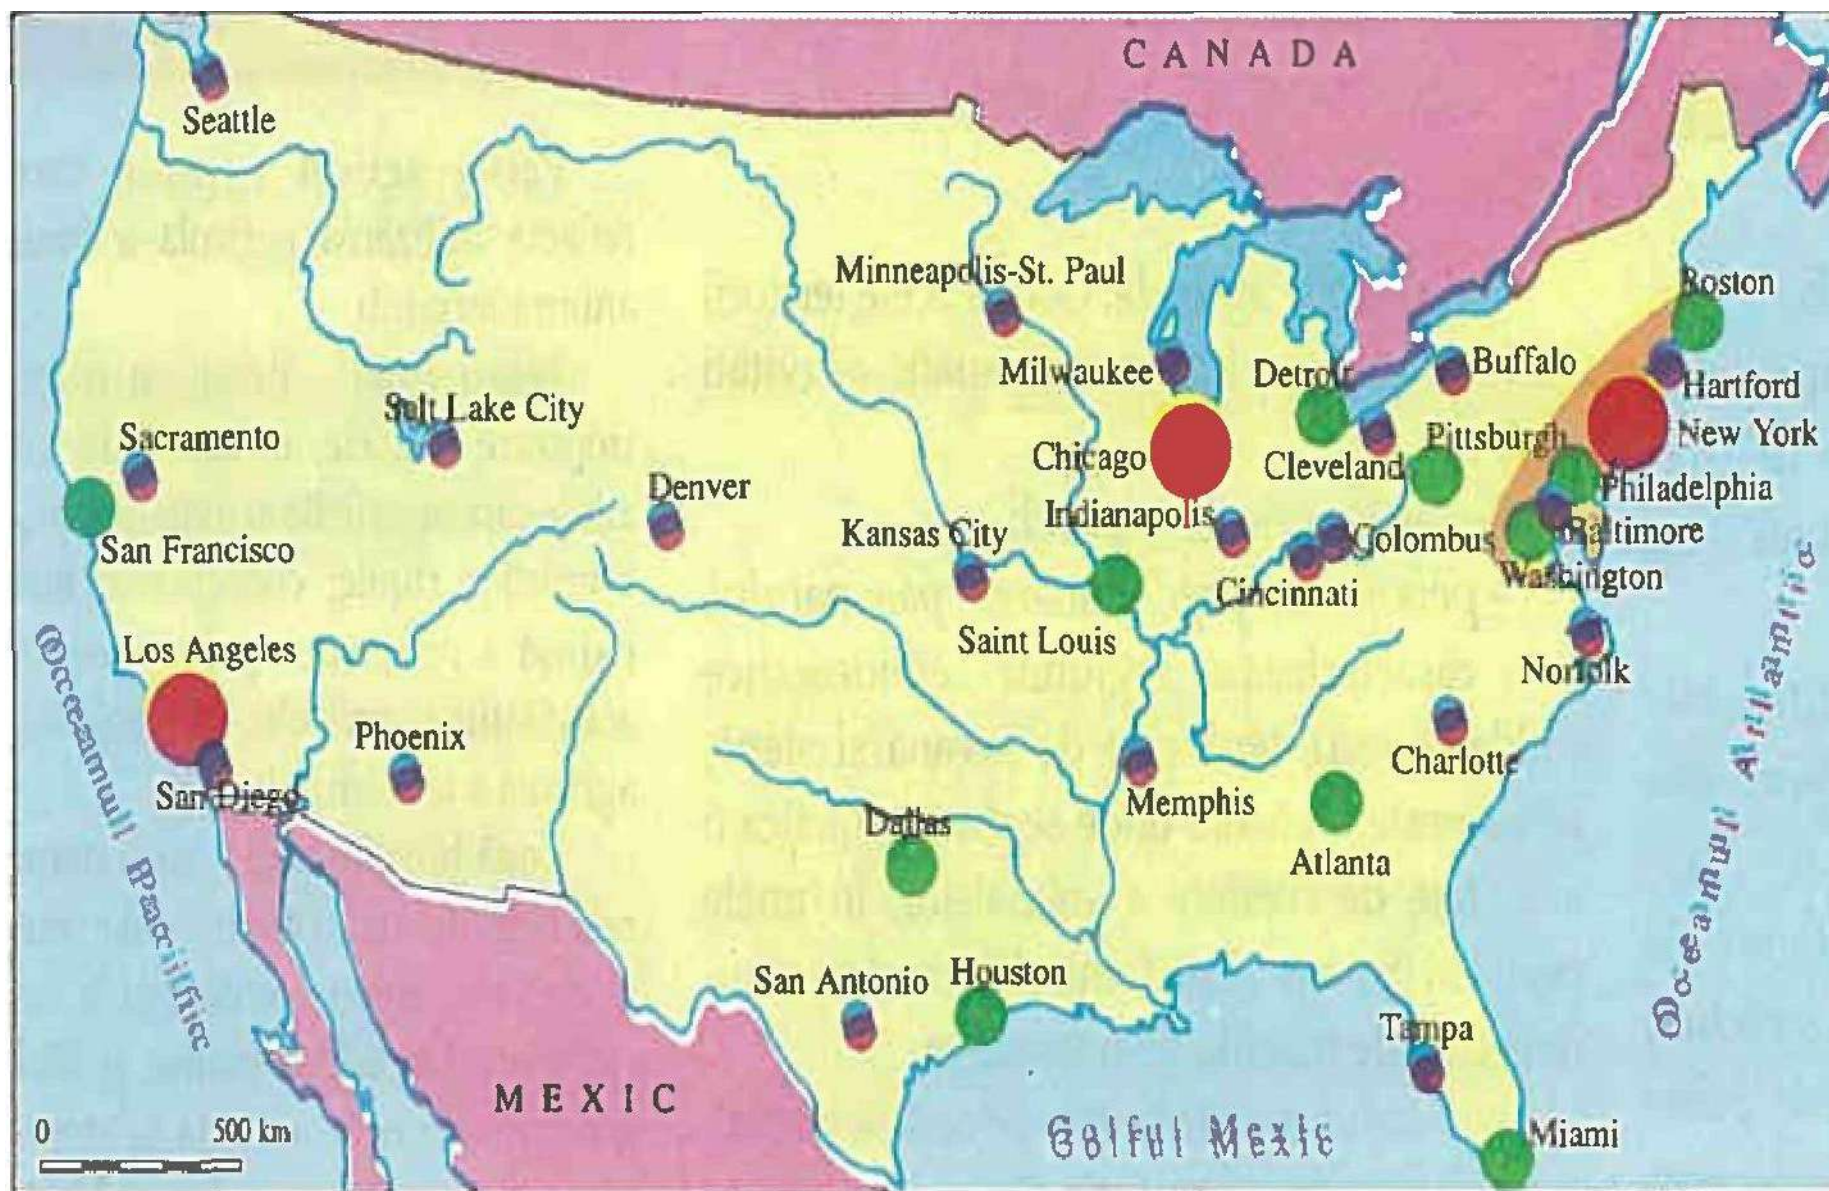 CANADA
Seattle
Minneapolis-St. Paul
Boston
Milwaukee
Detroit
Buffalo
Hartford
Salt Lake City
Sacramento
Pittsburgh
New York
Chicago
Cleveland
Denver
Philadelphia
Indianapolis
Kansas City
Colombus
Baltimore
San Francisco
Washington
Cincinnati
Saint Louis
Los Angeles
Norfolk
Oceanul Pacific
Oceanul Atlantic
Phoenix
Charlotte
San Diego
Memphis
Dallas
Atlanta
San Antonio
Houston
Tampa
MEXIC
Golful Mexic
Miami
0 500 km